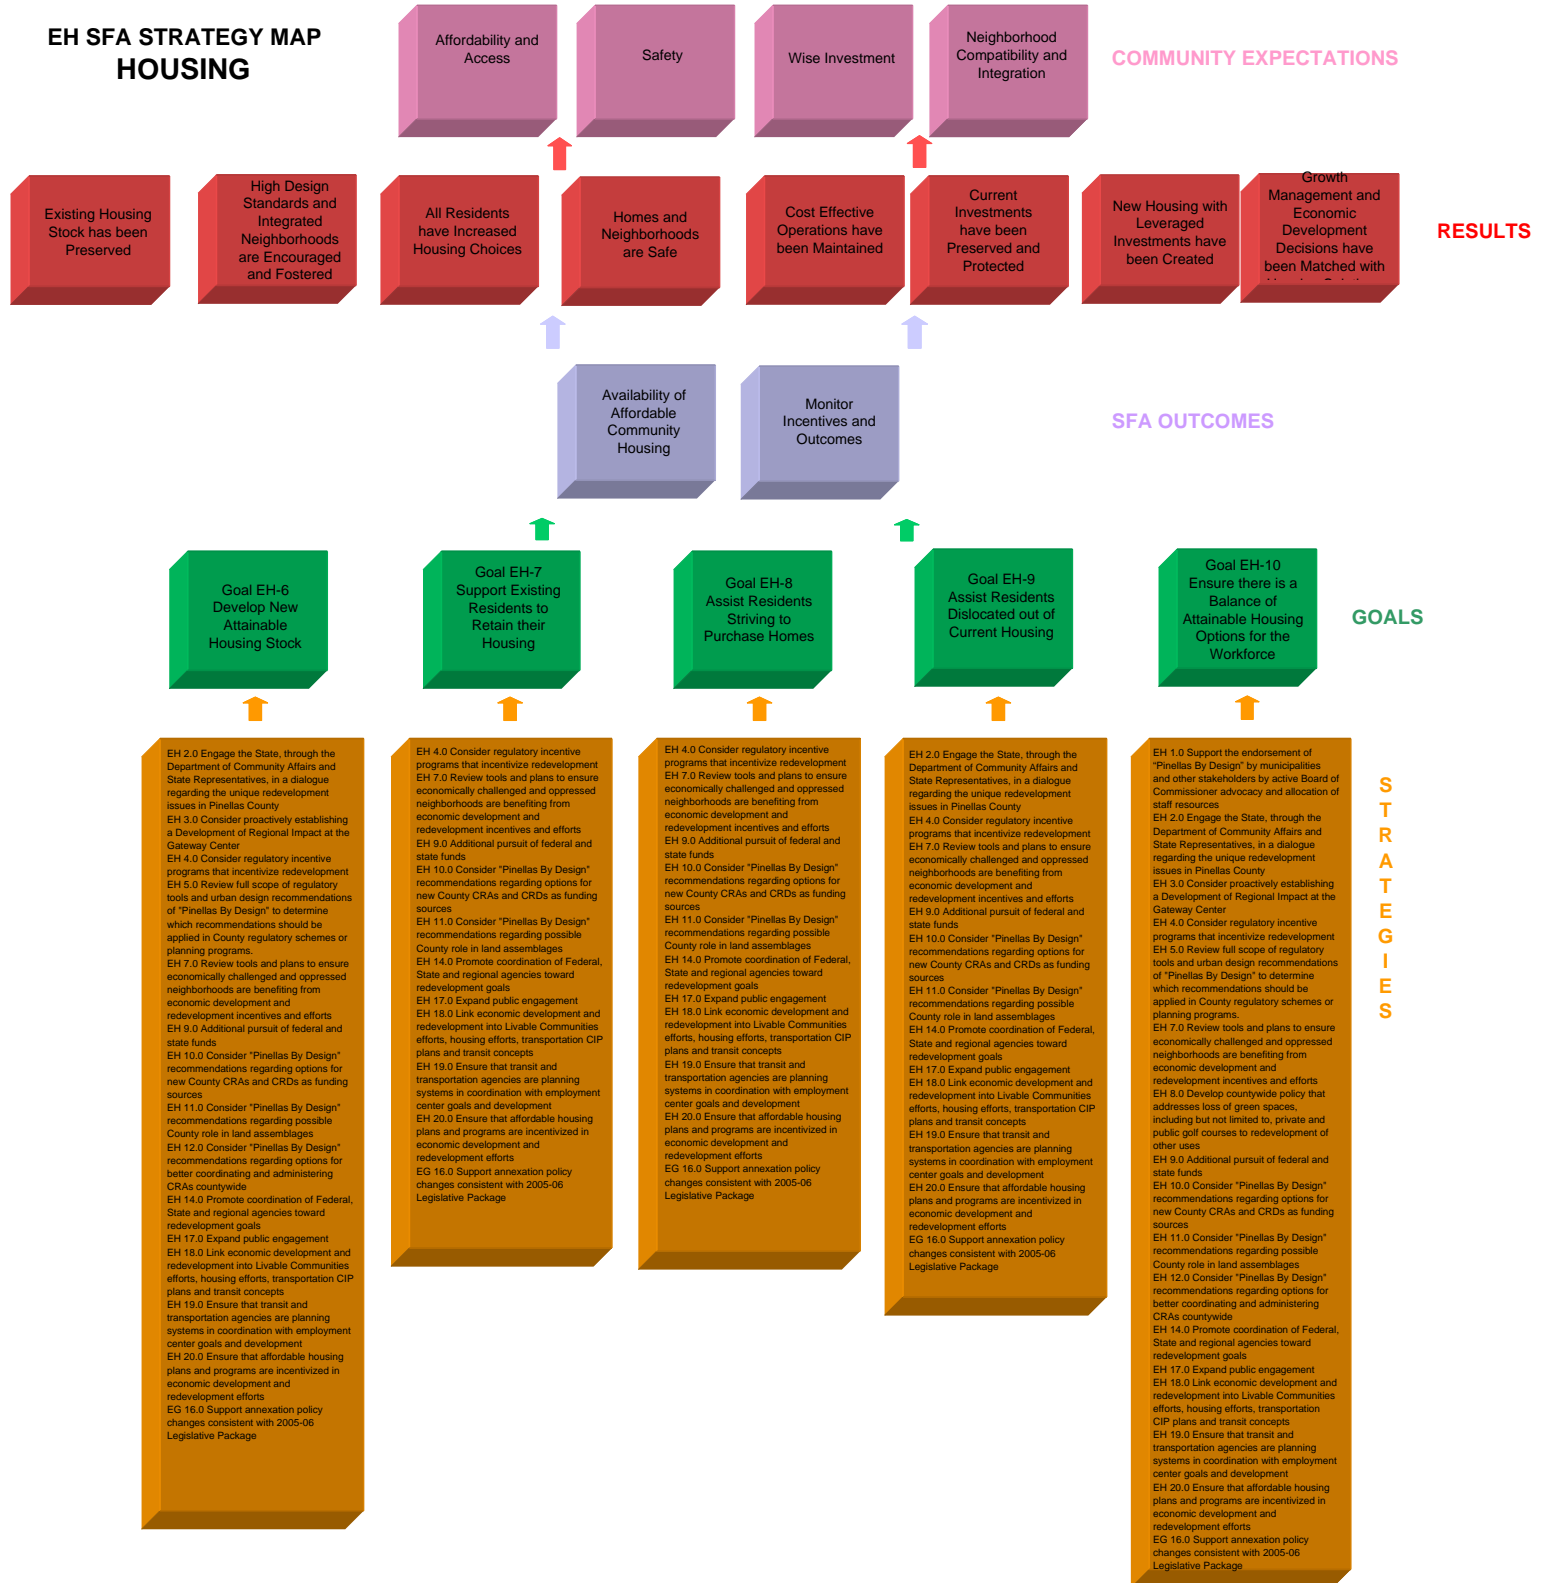 EH SFA STRATEGY MAP
HOUSING
Affordability and
Access
Safety
Wise Investment
Neighborhood
Compatibility and
Integration
COMMUNITY EXPECTATIONS
Existing Housing
Stock has been
Preserved
High Design
Standards and
Integrated
Neighborhoods
are Encouraged
and Fostered
All Residents
have Increased
Housing Choices
Homes and
Neighborhoods
are Safe
Cost Effective
Operations have
been Maintained
Current
Investments
have been
Preserved and
Protected
New Housing with
Leveraged
Investments have
been Created
Growth
Management and
Economic
Development
Decisions have
been Matched with
RESULTS
Availability of
Affordable
Community
Housing
Monitor
Incentives and
Outcomes
SFA OUTCOMES
Goal EH-6
Develop New
Attainable
Housing Stock
Goal EH-7
Support Existing
Residents to
Retain their
Housing
Goal EH-8
Assist Residents
Striving to
Purchase Homes
Goal EH-9
Assist Residents
Dislocated out of
Current Housing
Goal EH-10
Ensure there is a
Balance of
Attainable Housing
Options for the
Workforce
GOALS
EH 2.0 Engage the State, through the
Department of Community Affairs and
State Representatives, in a dialogue
regarding the unique redevelopment
issues in Pinellas County
EH 3.0 Consider proactively establishing
a Development of Regional Impact at the
Gateway Center
EH 4.0 Consider regulatory incentive
programs that incentivize redevelopment
EH 5.0 Review full scope of regulatory
tools and urban design recommendations
of "Pinellas By Design" to determine
which recommendations should be
applied in County regulatory schemes or
planning programs.
EH 7.0 Review tools and plans to ensure
economically challenged and oppressed
neighborhoods are benefiting from
economic development and
redevelopment incentives and efforts
EH 9.0 Additional pursuit of federal and
state funds
EH 10.0 Consider "Pinellas By Design"
recommendations regarding options for
new County CRAs and CRDs as funding
sources
EH 11.0 Consider "Pinellas By Design"
recommendations regarding possible
County role in land assemblages
EH 12.0 Consider "Pinellas By Design"
recommendations regarding options for
better coordinating and administering
CRAs countywide
EH 14.0 Promote coordination of Federal,
State and regional agencies toward
redevelopment goals
EH 17.0 Expand public engagement
EH 18.0 Link economic development and
redevelopment into Livable Communities
efforts, housing efforts, transportation CIP
plans and transit concepts
EH 19.0 Ensure that transit and
transportation agencies are planning
systems in coordination with employment
center goals and development
EH 20.0 Ensure that affordable housing
plans and programs are incentivized in
economic development and
redevelopment efforts
EG 16.0 Support annexation policy
changes consistent with 2005-06
Legislative Package
EH 4.0 Consider regulatory incentive
programs that incentivize redevelopment
EH 7.0 Review tools and plans to ensure
economically challenged and oppressed
neighborhoods are benefiting from
economic development and
redevelopment incentives and efforts
EH 9.0 Additional pursuit of federal and
state funds
EH 10.0 Consider "Pinellas By Design"
recommendations regarding options for
new County CRAs and CRDs as funding
sources
EH 11.0 Consider "Pinellas By Design"
recommendations regarding possible
County role in land assemblages
EH 14.0 Promote coordination of Federal,
State and regional agencies toward
redevelopment goals
EH 17.0 Expand public engagement
EH 18.0 Link economic development and
redevelopment into Livable Communities
efforts, housing efforts, transportation CIP
plans and transit concepts
EH 19.0 Ensure that transit and
transportation agencies are planning
systems in coordination with employment
center goals and development
EH 20.0 Ensure that affordable housing
plans and programs are incentivized in
economic development and
redevelopment efforts
EG 16.0 Support annexation policy
changes consistent with 2005-06
Legislative Package
EH 4.0 Consider regulatory incentive
programs that incentivize redevelopment
EH 7.0 Review tools and plans to ensure
economically challenged and oppressed
neighborhoods are benefiting from
economic development and
redevelopment incentives and efforts
EH 9.0 Additional pursuit of federal and
state funds
EH 10.0 Consider "Pinellas By Design"
recommendations regarding options for
new County CRAs and CRDs as funding
sources
EH 11.0 Consider "Pinellas By Design"
recommendations regarding possible
County role in land assemblages
EH 14.0 Promote coordination of Federal,
State and regional agencies toward
redevelopment goals
EH 17.0 Expand public engagement
EH 18.0 Link economic development and
redevelopment into Livable Communities
efforts, housing efforts, transportation CIP
plans and transit concepts
EH 19.0 Ensure that transit and
transportation agencies are planning
systems in coordination with employment
center goals and development
EH 20.0 Ensure that affordable housing
plans and programs are incentivized in
economic development and
redevelopment efforts
EG 16.0 Support annexation policy
changes consistent with 2005-06
Legislative Package
EH 2.0 Engage the State, through the
Department of Community Affairs and
State Representatives, in a dialogue
regarding the unique redevelopment
issues in Pinellas County
EH 4.0 Consider regulatory incentive
programs that incentivize redevelopment
EH 7.0 Review tools and plans to ensure
economically challenged and oppressed
neighborhoods are benefiting from
economic development and
redevelopment incentives and efforts
EH 9.0 Additional pursuit of federal and
state funds
EH 10.0 Consider "Pinellas By Design"
recommendations regarding options for
new County CRAs and CRDs as funding
sources
EH 11.0 Consider "Pinellas By Design"
recommendations regarding possible
County role in land assemblages
EH 14.0 Promote coordination of Federal,
State and regional agencies toward
redevelopment goals
EH 17.0 Expand public engagement
EH 18.0 Link economic development and
redevelopment into Livable Communities
efforts, housing efforts, transportation CIP
plans and transit concepts
EH 19.0 Ensure that transit and
transportation agencies are planning
systems in coordination with employment
center goals and development
EH 20.0 Ensure that affordable housing
plans and programs are incentivized in
economic development and
redevelopment efforts
EG 16.0 Support annexation policy
changes consistent with 2005-06
Legislative Package
EH 1.0 Support the endorsement of
"Pinellas By Design" by municipalities
and other stakeholders by active Board of
Commissioner advocacy and allocation of
staff resources
EH 2.0 Engage the State, through the
Department of Community Affairs and
State Representatives, in a dialogue
regarding the unique redevelopment
issues in Pinellas County
EH 3.0 Consider proactively establishing
a Development of Regional Impact at the
Gateway Center
EH 4.0 Consider regulatory incentive
programs that incentivize redevelopment
EH 5.0 Review full scope of regulatory
tools and urban design recommendations
of "Pinellas By Design" to determine
which recommendations should be
applied in County regulatory schemes or
planning programs.
EH 7.0 Review tools and plans to ensure
economically challenged and oppressed
neighborhoods are benefiting from
economic development and
redevelopment incentives and efforts
EH 8.0 Develop countywide policy that
addresses loss of green spaces,
including but not limited to, private and
public golf courses to redevelopment of
other uses
EH 9.0 Additional pursuit of federal and
state funds
EH 10.0 Consider "Pinellas By Design"
recommendations regarding options for
new County CRAs and CRDs as funding
sources
EH 11.0 Consider "Pinellas By Design"
recommendations regarding possible
County role in land assemblages
EH 12.0 Consider "Pinellas By Design"
recommendations regarding options for
better coordinating and administering
CRAs countywide
EH 14.0 Promote coordination of Federal,
State and regional agencies toward
redevelopment goals
EH 17.0 Expand public engagement
EH 18.0 Link economic development and
redevelopment into Livable Communities
efforts, housing efforts, transportation
CIP plans and transit concepts
EH 19.0 Ensure that transit and
transportation agencies are planning
systems in coordination with employment
center goals and development
EH 20.0 Ensure that affordable housing
plans and programs are incentivized in
economic development and
redevelopment efforts
EG 16.0 Support annexation policy
changes consistent with 2005-06
Legislative Package
STRATEGIES